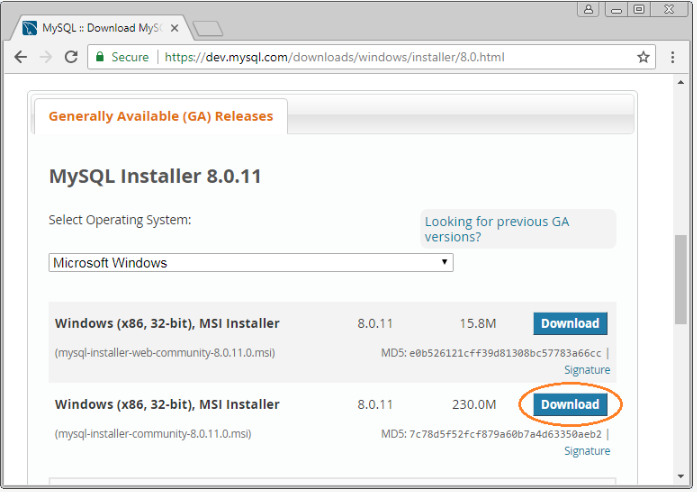 MySQL :: Download MySQ
Secure | https://dev.mysql.com/downloads/windows/installer/8.0.html
Generally Available (GA) Releases
MySQL Installer 8.0.11
Select Operating System:
Looking for previous GA
versions?
Microsoft Windows
Windows (x86, 32-bit), MSI Installer 8.0.11 15.8M Download
(mysql-installer-web-community-8.0.11.0.msi) MD5: e0b526121cff39d81308bc57783a66cc |
Signature
Windows (x86, 32-bit), MSI Installer 8.0.11 230.0M Download
(mysql-installer-community-8.0.11.0.msi) MD5: 7c78d5f52fcf879a60b7a4d63350aeb2 |
Signature